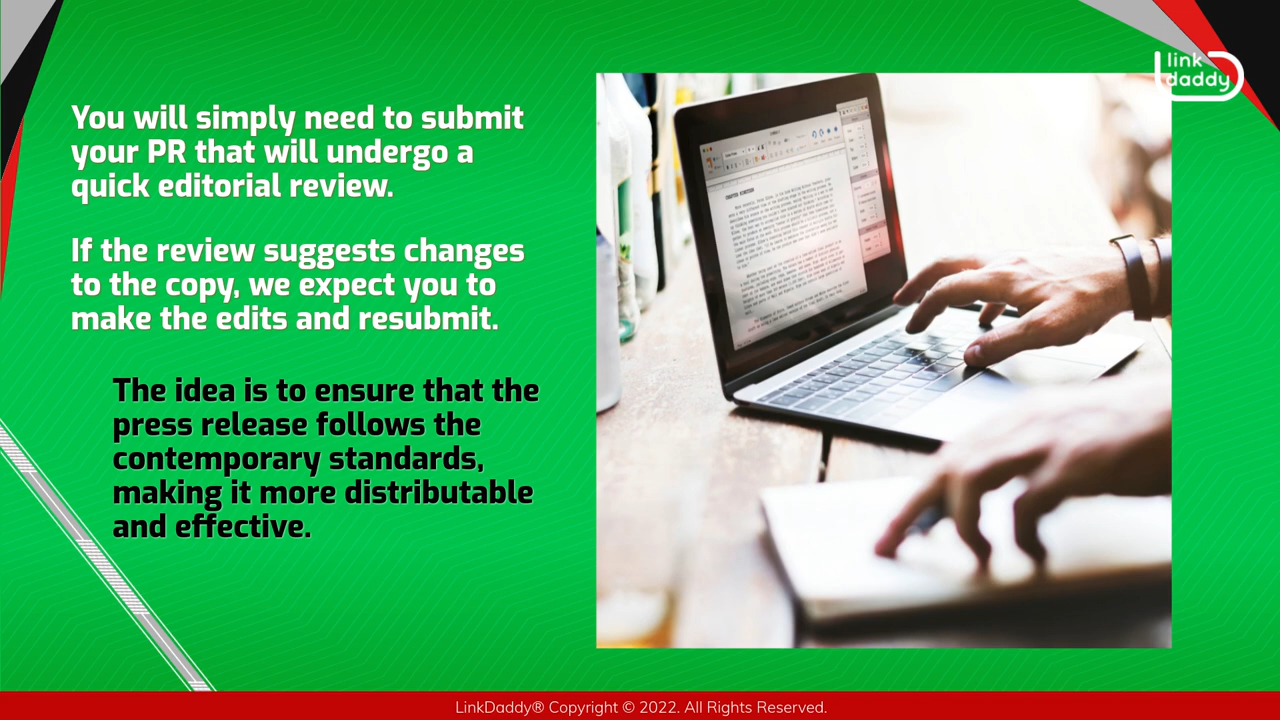 link
daddy
You will simply need to submit
your PR that will undergo a
quick editorial review.
If the review suggests changes
to the copy, we expect you to
make the edits and resubmit.
The idea is to ensure that the
press release follows the
contemporary standards,
making it more distributable
and effective.
LinkDaddy® Copyright © 2022. All Rights Reserved.